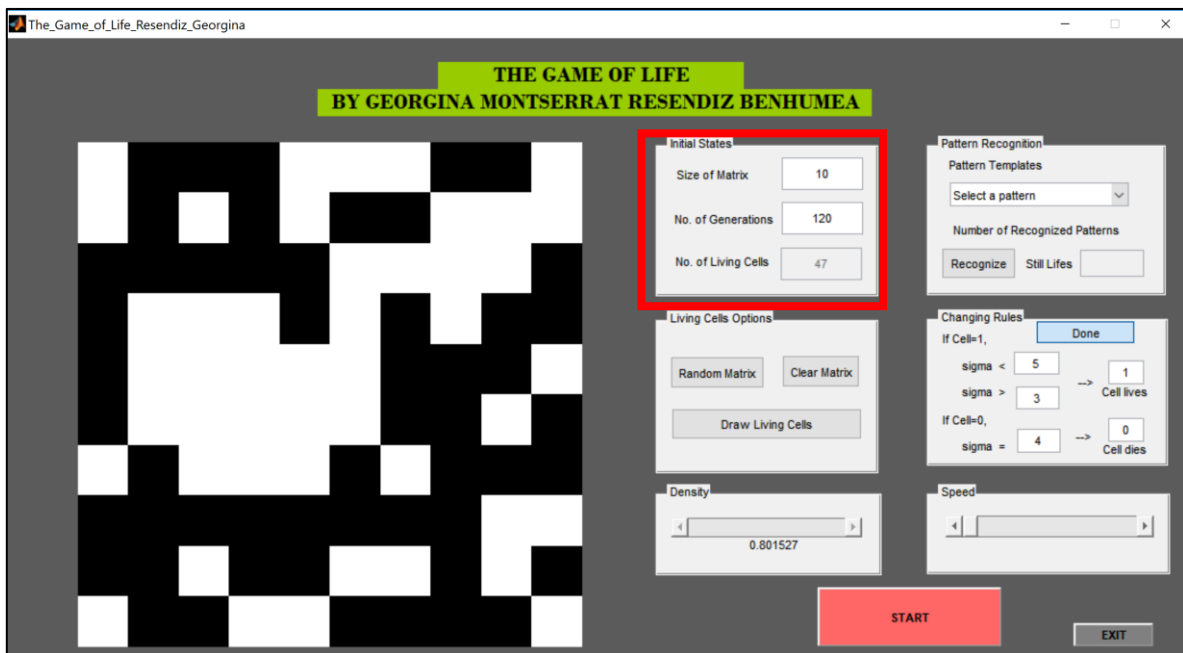 The_Game_of_Life_Resendiz_Georgina
THE GAME OF LIFE
BY GEORGINA MONTSERRAT RESENDIZ BENHUMEA
Initial States
Size of Matrix 10
No. of Generations 120
No. of Living Cells 47
Pattern Recognition
Pattern Templates
Select a pattern
Number of Recognized Patterns
Recognize Still Lifes
Living Cells Options
Random Matrix Clear Matrix
Draw Living Cells
Changing Rules
Done
If Cell=1,
sigma < 5
--> 1
sigma > 3
Cell lives
If Cell=0,
sigma = 4 --> 0
Cell dies
Density
0.801527
Speed
START
EXIT